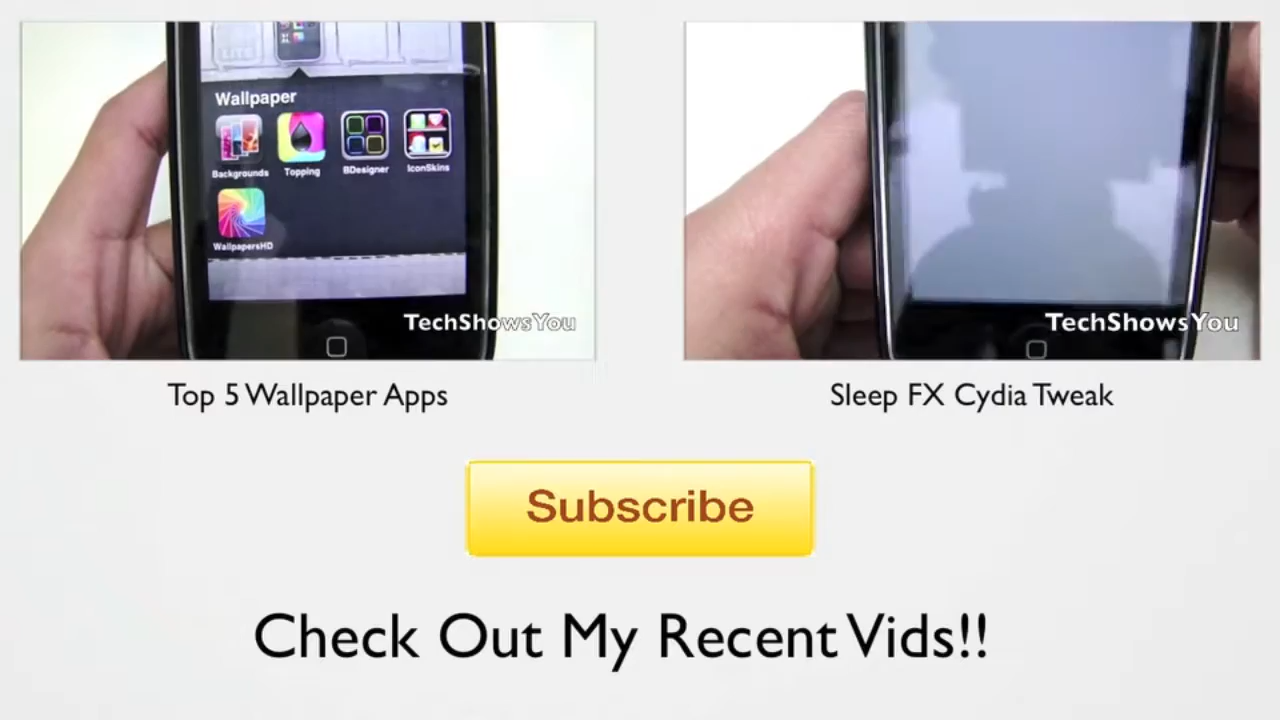 LITE
Wallpaper
Backgrounds Topping BDesigner IconSkins
WallpapersHD
TechShowsYou
TechShowsYou
Top 5 Wallpaper Apps
Sleep FX Cydia Tweak
Subscribe
Check Out My Recent Vids!!